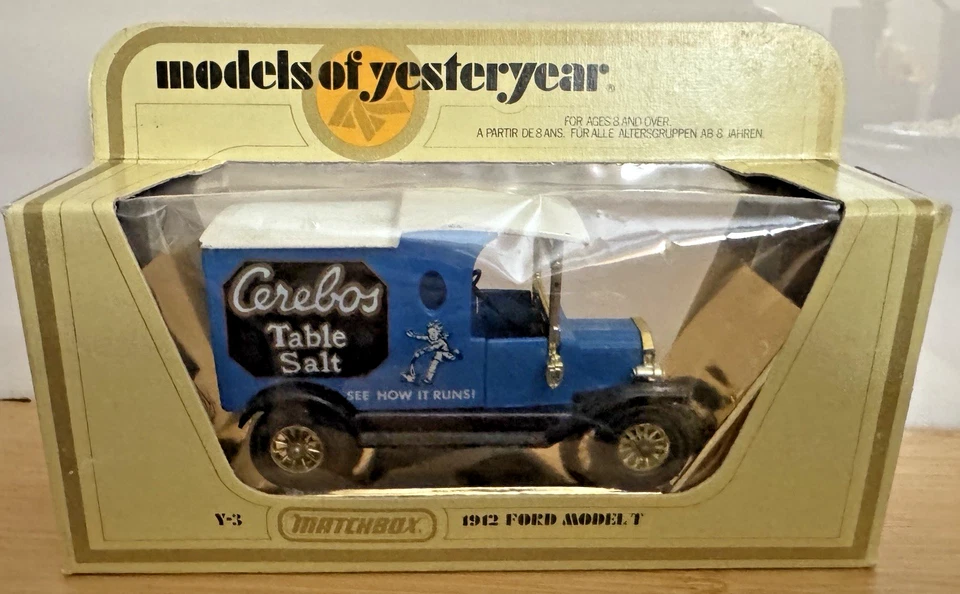 models of yesteryear®
FOR AGES 8 AND OVER.
A PARTIR DE 8 ANS. FÜR ALLE ALTERSGRUPPEN AB 8 JAHREN.
Cerebos
Table
Salt
SEE HOW IT RUNS!
Y-3 MATCHBOX 1912 FORD MODEL T